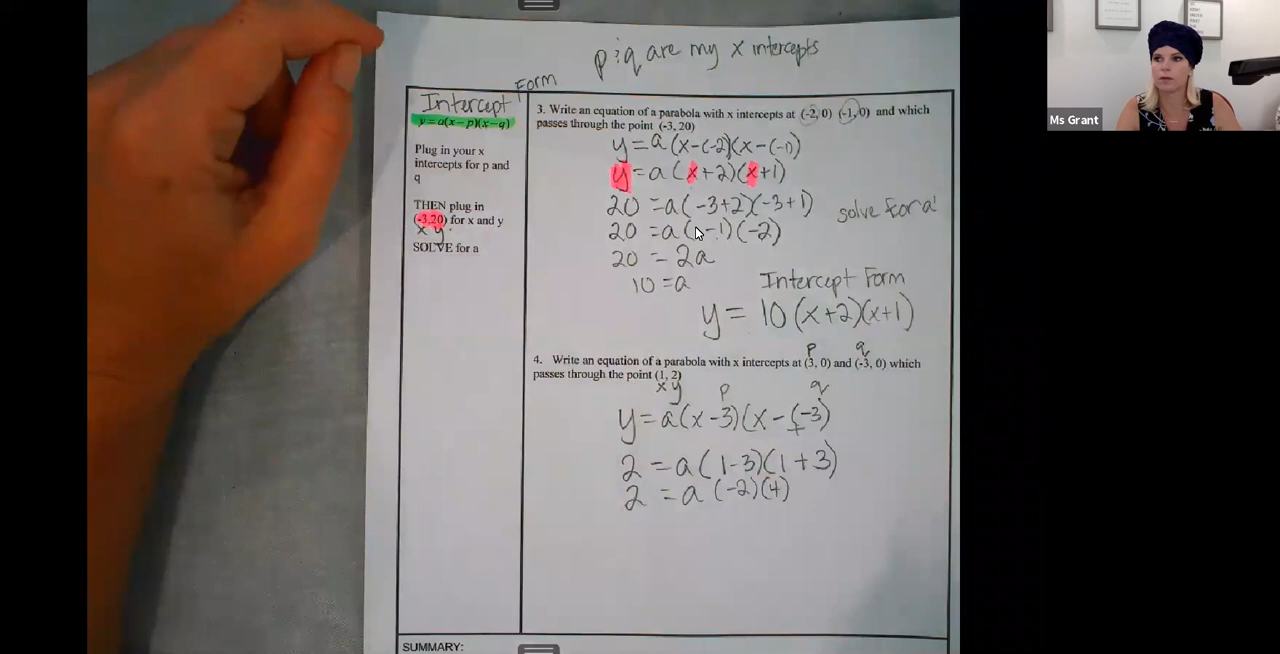 p & q are my x intercepts
Intercept Form
y = a(x − p)(x − q)
Plug in your x
intercepts for p and
q
THEN plug in
(-3,20) for x and y
x y
SOLVE for a
3. Write an equation of a parabola with x intercepts at (-2, 0) (-1, 0) and which
passes through the point (-3, 20)
y = a(x-(-2)(x-(-1)
y = a(x+2)(x+1)
20 = a(-3+2)(-3+1)
solve for a!
20 = a(-1)(-2)
20 = 2a
10 = a
Intercept Form
y = 10(x+2)(x+1)
p q
4. Write an equation of a parabola with x intercepts at (3, 0) and (-3, 0) which
passes through the point (1, 2)
x y p q
y = a(x-3)(x-(-3)
+
2 = a(1-3)(1+3)
2 = a(-2)(4)
SUMMARY:
Ms Grant